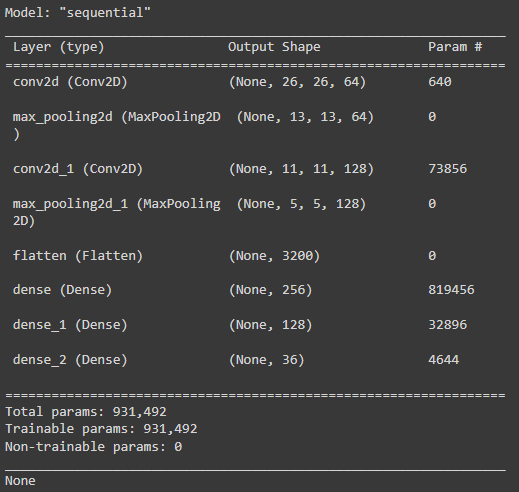 Model: "sequential"
_________________________________________________________________
Layer (type) Output Shape Param #
=================================================================
conv2d (Conv2D) (None, 26, 26, 64) 640
max_pooling2d (MaxPooling2D (None, 13, 13, 64) 0
)
conv2d_1 (Conv2D) (None, 11, 11, 128) 73856
max_pooling2d_1 (MaxPooling (None, 5, 5, 128) 0
2D)
flatten (Flatten) (None, 3200) 0
dense (Dense) (None, 256) 819456
dense_1 (Dense) (None, 128) 32896
dense_2 (Dense) (None, 36) 4644
=================================================================
Total params: 931,492
Trainable params: 931,492
Non-trainable params: 0
_________________________________________________________________
None